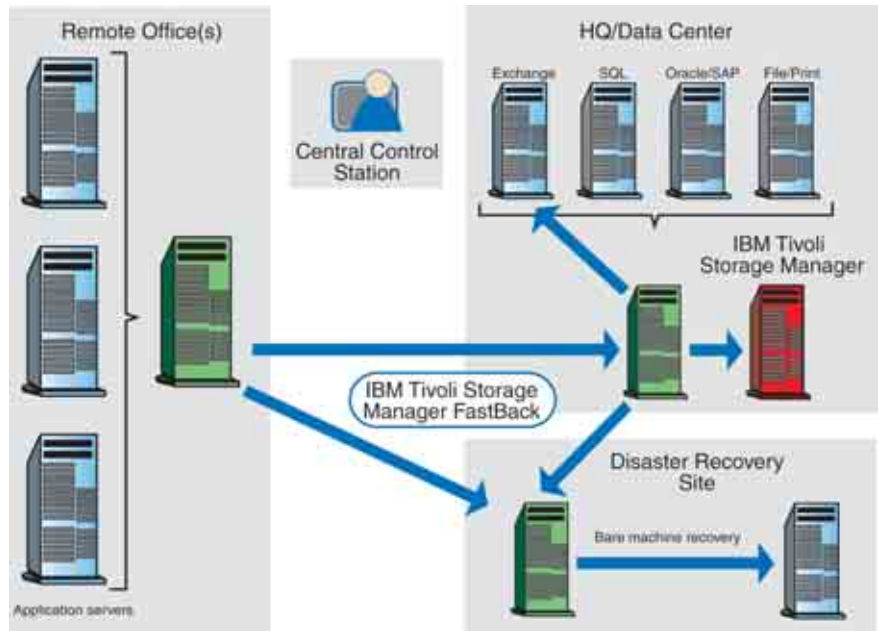 Remote Office(s)
Application servers
Central Control
Station
HQ/Data Center
Exchange
SQL
Oracle/SAP
File/Print
IBM Tivoli
Storage Manager
IBM Tivoli Storage
Manager FastBack
Disaster Recovery
Site
Bare machine recovery